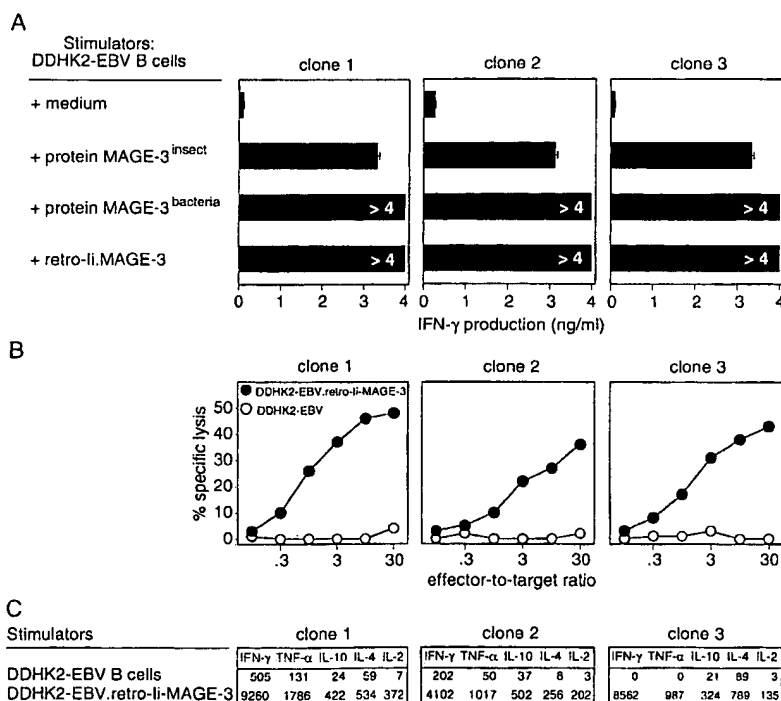 A
Stimulators:
DDHK2-EBV B cells
clone 1 clone 2 clone 3
+ medium
+ protein MAGE-3 insect
+ protein MAGE-3 bacteria
> 4 > 4 > 4
+ retro-Ii.MAGE-3
> 4 > 4 > 4
0 1 2 3 4 0 1 2 3 4 0 1 2 3 4
IFN-γ production (ng/ml)
B
clone 1 clone 2 clone 3
DDHK2-EBV.retro-Ii-MAGE-3
DDHK2-EBV
50
40
30
20
10
0
% specific lysis
.3 3 30 .3 3 30 .3 3 30
effector-to-target ratio
C
Stimulators clone 1 clone 2 clone 3
IFN-γ TNF-α IL-10 IL-4 IL-2 IFN-γ TNF-α IL-10 IL-4 IL-2 IFN-γ TNF-α IL-10 IL-4 IL-2
DDHK2-EBV B cells 505 131 24 59 7 202 50 37 8 3 0 0 21 89 3
DDHK2-EBV.retro-Ii-MAGE-3 9260 1786 422 534 372 4102 1017 502 256 202 8562 987 324 789 135